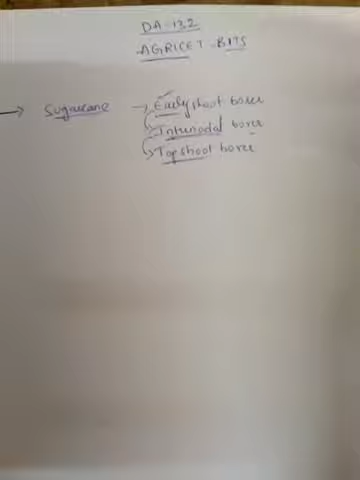 DA-13.2
AGRICET -BITS
→ Sugarcane → Early shoot borer
→ Internodal borer
→ Top shoot borer